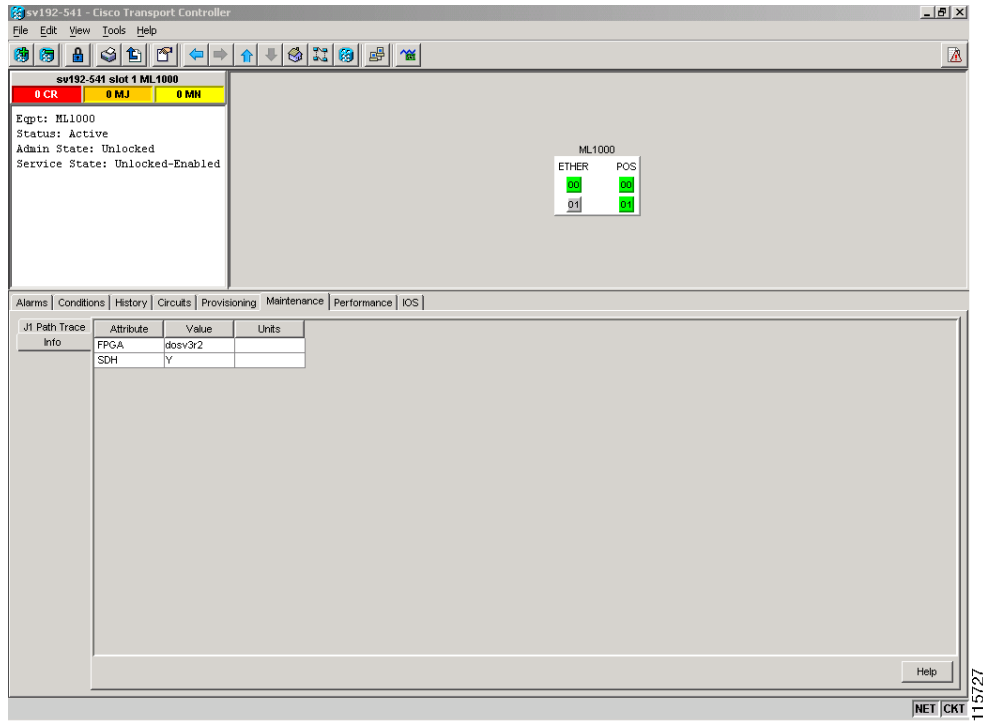 sv192-541 - Cisco Transport Controller
File Edit View Tools Help
sv192-541 slot 1 ML1000
0 CR 0 MJ 0 MN
Eqpt: ML1000
Status: Active
Admin State: Unlocked
Service State: Unlocked-Enabled
ML1000
ETHER POS
00 00
01 01
Alarms Conditions History Circuits Provisioning Maintenance Performance IOS
J1 Path Trace
Info
Attribute Value Units
FPGA dosv3r2
SDH Y
Help
NET CKT
115727